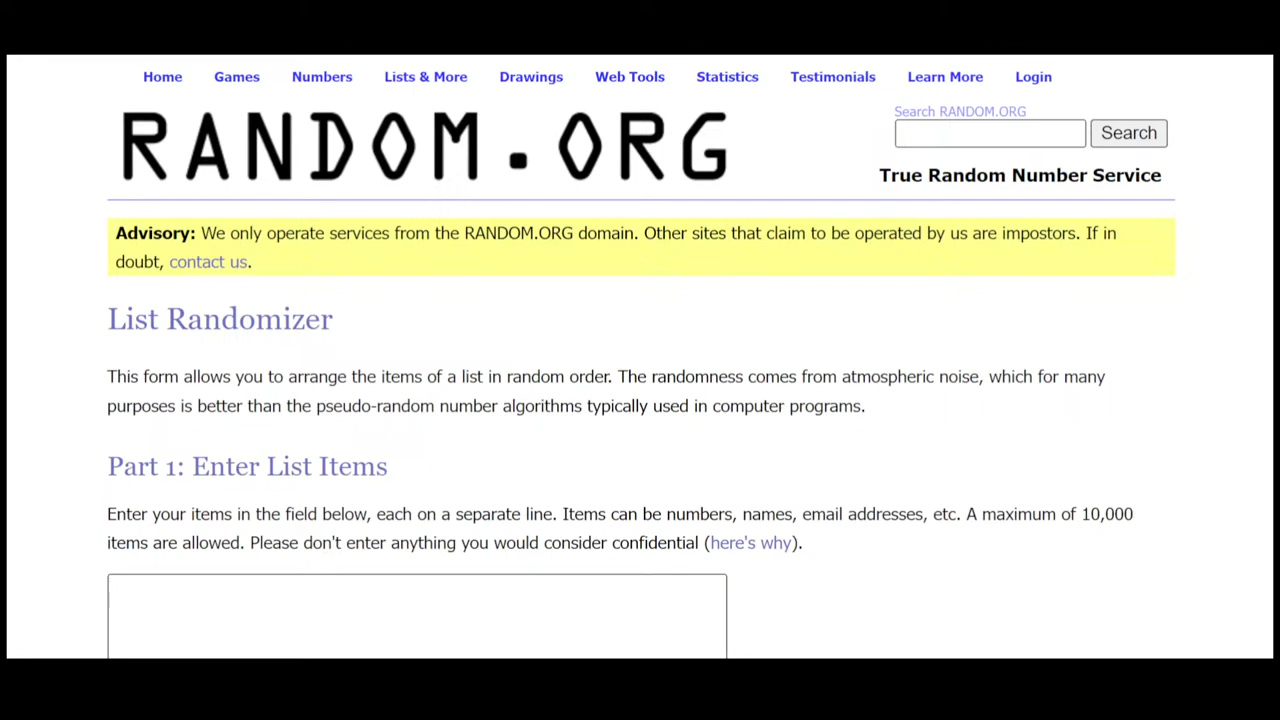 Home Games Numbers Lists & More Drawings Web Tools Statistics Testimonials Learn More Login
RANDOM.ORG
Search RANDOM.ORG
Search
True Random Number Service
Advisory: We only operate services from the RANDOM.ORG domain. Other sites that claim to be operated by us are impostors. If in
doubt, contact us.
List Randomizer
This form allows you to arrange the items of a list in random order. The randomness comes from atmospheric noise, which for many
purposes is better than the pseudo-random number algorithms typically used in computer programs.
Part 1: Enter List Items
Enter your items in the field below, each on a separate line. Items can be numbers, names, email addresses, etc. A maximum of 10,000
items are allowed. Please don't enter anything you would consider confidential (here's why).